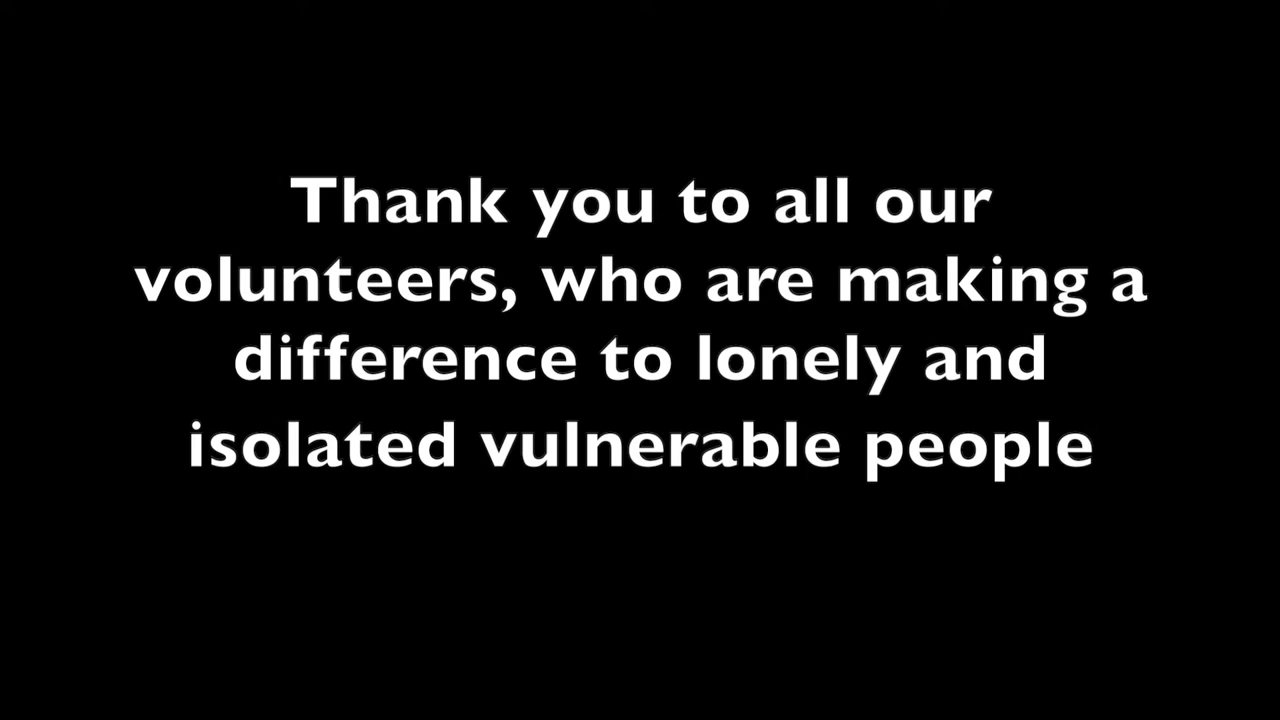 Thank you to all our
volunteers, who are making a
difference to lonely and
isolated vulnerable people